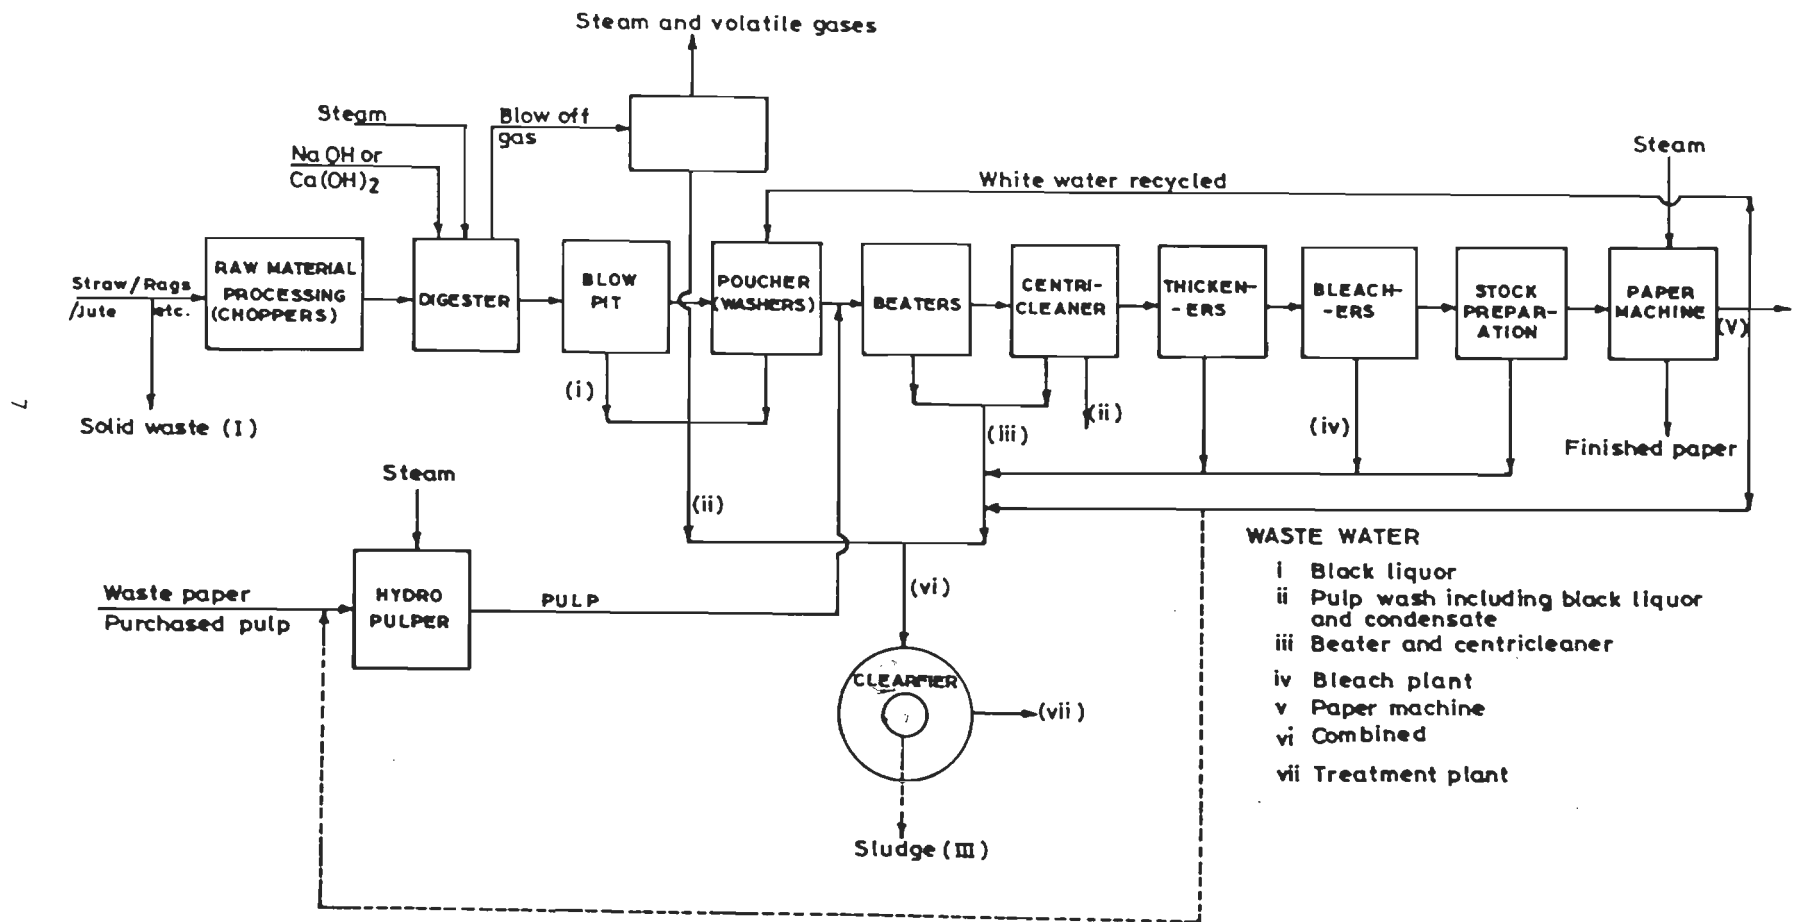 Steam and volatile gases
Steam
Blow off
gas
NaOH or
Ca(OH)2
Steam
White water recycled
Straw/Rags
/Jute etc.
RAW MATERIAL
PROCESSING
(CHOPPERS)
DIGESTER
BLOW
PIT
POUCHER
(WASHERS)
BEATERS
CENTRI-
CLEANER
THICKEN-
-ERS
BLEACH-
-ERS
STOCK
PREPAR-
ATION
PAPER
MACHINE
(V)
7
Solid waste (I)
(i)
(iii)
(ii)
(iv)
Finished paper
Steam
(ii)
Waste paper
Purchased pulp
HYDRO
PULPER
PULP
(vi)
CLEARFIER
(vii)
Sludge (III)
WASTE WATER
i Black liquor
ii Pulp wash including black liquor
and condensate
iii Beater and centricleaner
iv Bleach plant
v Paper machine
vi Combined
vii Treatment plant